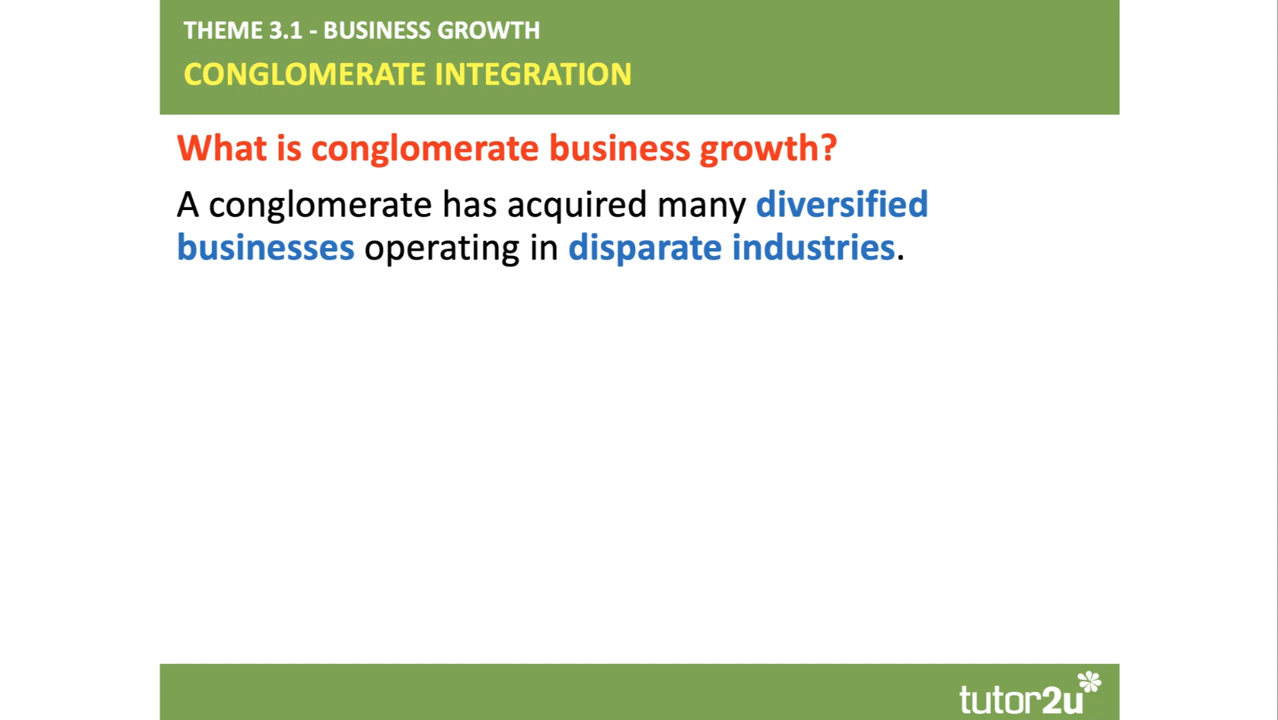 THEME 3.1 - BUSINESS GROWTH
CONGLOMERATE INTEGRATION
What is conglomerate business growth?
A conglomerate has acquired many diversified
businesses operating in disparate industries.
tutor2u